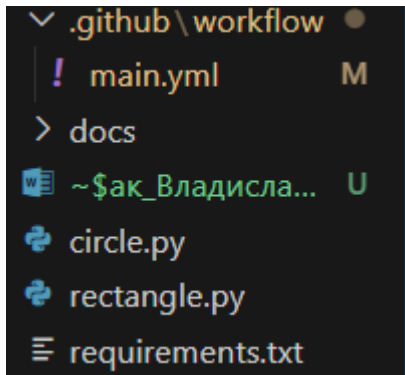 .github\workflow
! main.yml M
docs
~$ак_Владисла... U
circle.py
rectangle.py
requirements.txt